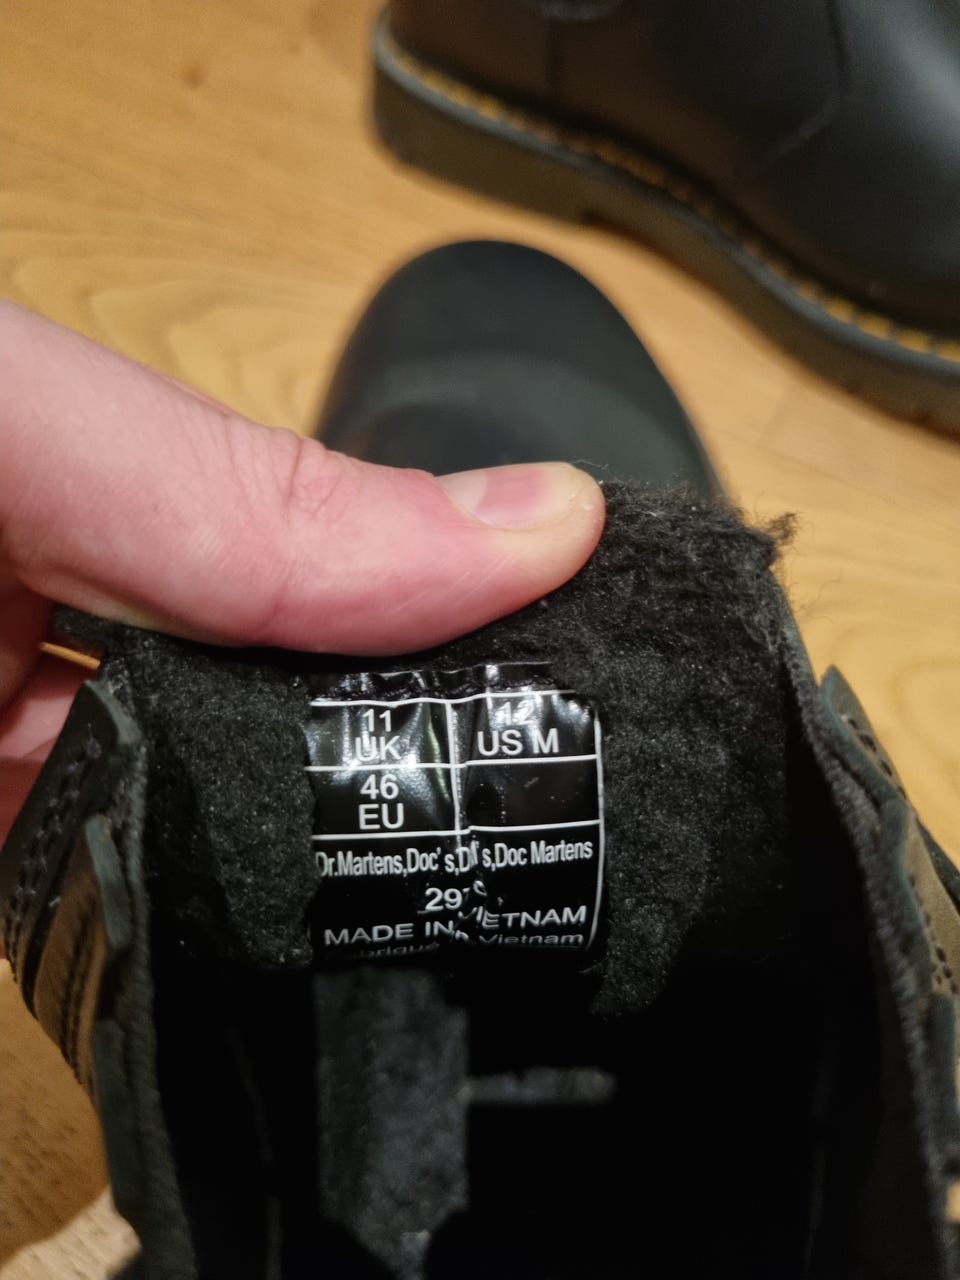 11 12
UK US M
46
EU
Dr.Martens,Doc's, s,Doc Martens
MADE IN VIETNAM
Vietnam